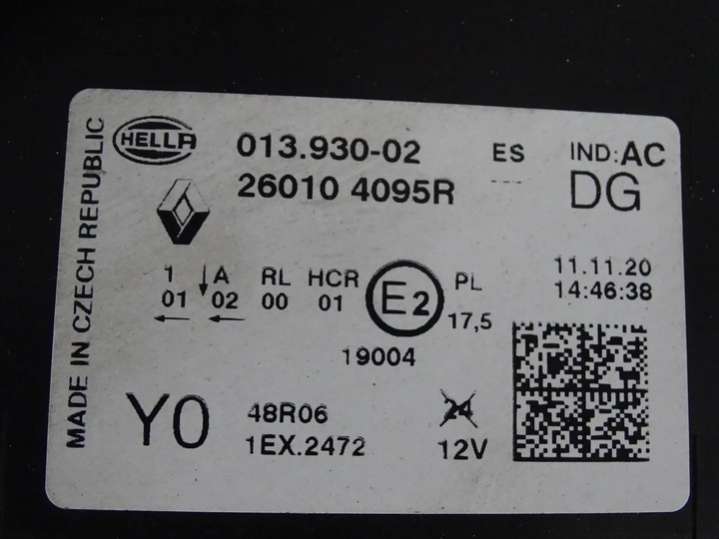 MADE IN CZECH REPUBLIC
HELLA
013.930-02 ES IND:AC
26010 4095R --- DG
1 A RL HCR PL 11.11.20
01 02 00 01 E2 17,5 14:46:38
19004
Y0 48R06 24
1EX.2472 12V